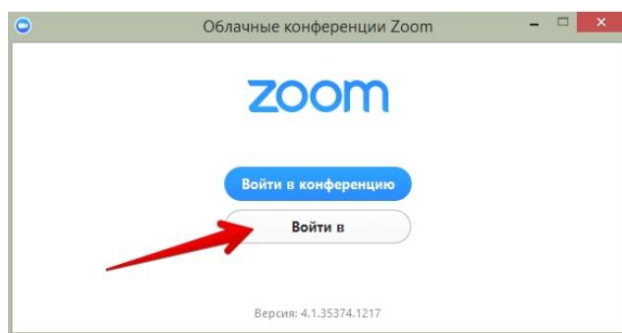 Облачные конференции Zoom
zoom
Войти в конференцию
Войти в
Версия: 4.1.35374.1217